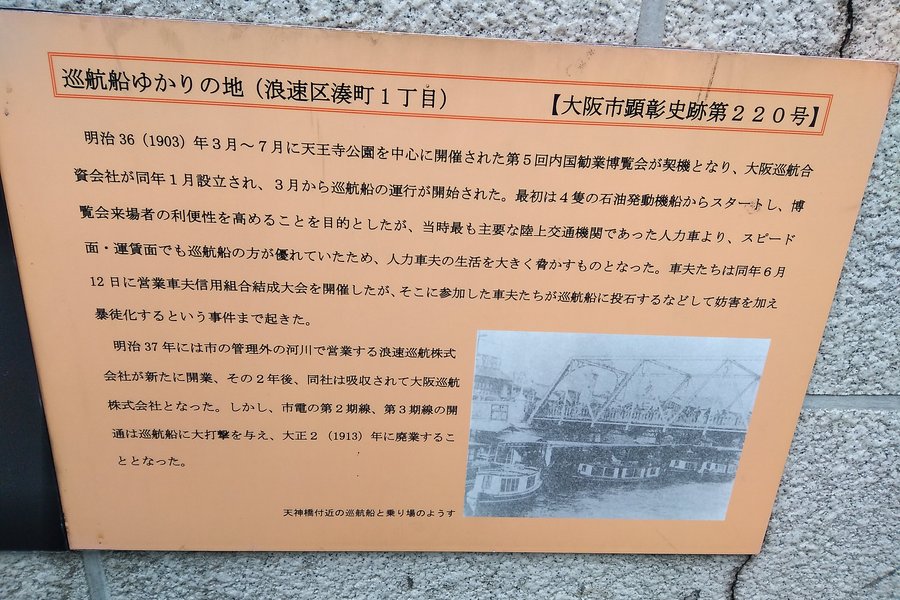 巡航船ゆかりの地（浪速区湊町１丁目）　【大阪市顕彰史跡第２２０号】
明治36（1903）年３月～７月に天王寺公園を中心に開催された第５回内国勧業博覧会が契機となり、大阪巡航合
資会社が同年１月設立され、３月から巡航船の運行が開始された。最初は４隻の石油発動機船からスタートし、博
覧会来場者の利便性を高めることを目的としたが、当時最も主要な陸上交通機関であった人力車より、スピード
面・運賃面でも巡航船の方が優れていたため、人力車夫の生活を大きく脅かすものとなった。車夫たちは同年６月
12日に営業車夫信用組合結成大会を開催したが、そこに参加した車夫たちが巡航船に投石するなどして妨害を加え
暴徒化するという事件まで起きた。
明治37年には市の管理外の河川で営業する浪速巡航株式
会社が新たに開業、その２年後、同社は吸収されて大阪巡航
株式会社となった。しかし、市電の第２期線、第３期線の開
通は巡航船に大打撃を与え、大正２（1913）年に廃業するこ
ととなった。
天神橋付近の巡航船と乗り場のようす